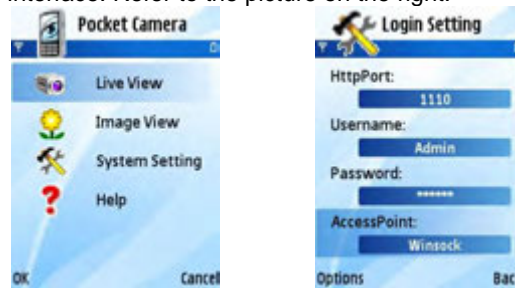 interface. Refer to the picture on the right.
Pocket Camera
Live View
Image View
System Setting
Help
OK
Cancel
Login Setting
HttpPort:
1110
Username:
Admin
Password:
******
AccessPoint:
Winsock
Options
Bac